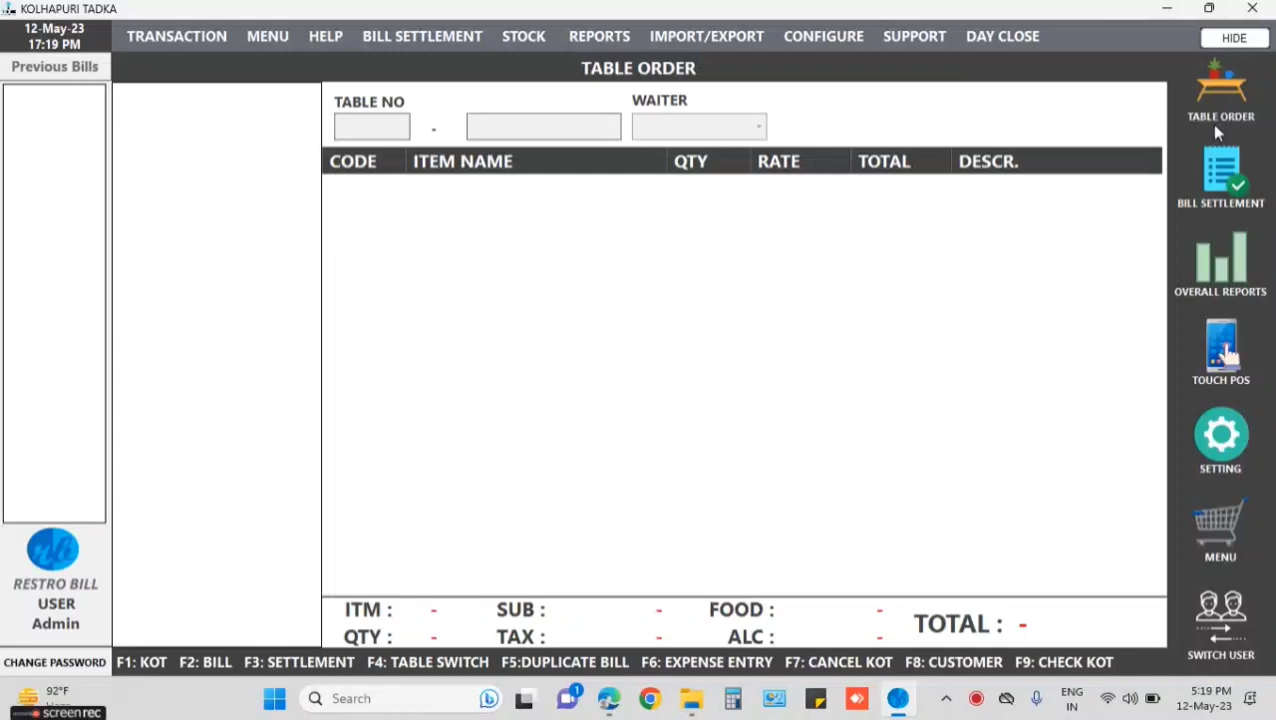 KOLHAPURI TADKA
12-May-23
17:19 PM
TRANSACTION MENU HELP BILL SETTLEMENT STOCK REPORTS IMPORT/EXPORT CONFIGURE SUPPORT DAY CLOSE
HIDE
Previous Bills
TABLE ORDER
TABLE NO
WAITER
-
CODE ITEM NAME QTY RATE TOTAL DESCR.
TABLE ORDER
BILL SETTLEMENT
OVERALL REPORTS
TOUCH POS
SETTING
MENU
SWITCH USER
RESTRO BILL
USER
Admin
ITM : - SUB : - FOOD : -
TOTAL : -
QTY : - TAX : - ALC : -
CHANGE PASSWORD F1: KOT F2: BILL F3: SETTLEMENT F4: TABLE SWITCH F5:DUPLICATE BILL F6: EXPENSE ENTRY F7: CANCEL KOT F8: CUSTOMER F9: CHECK KOT
92°F
screen rec
Search
1
ENG
IN
5:19 PM
12-May-23